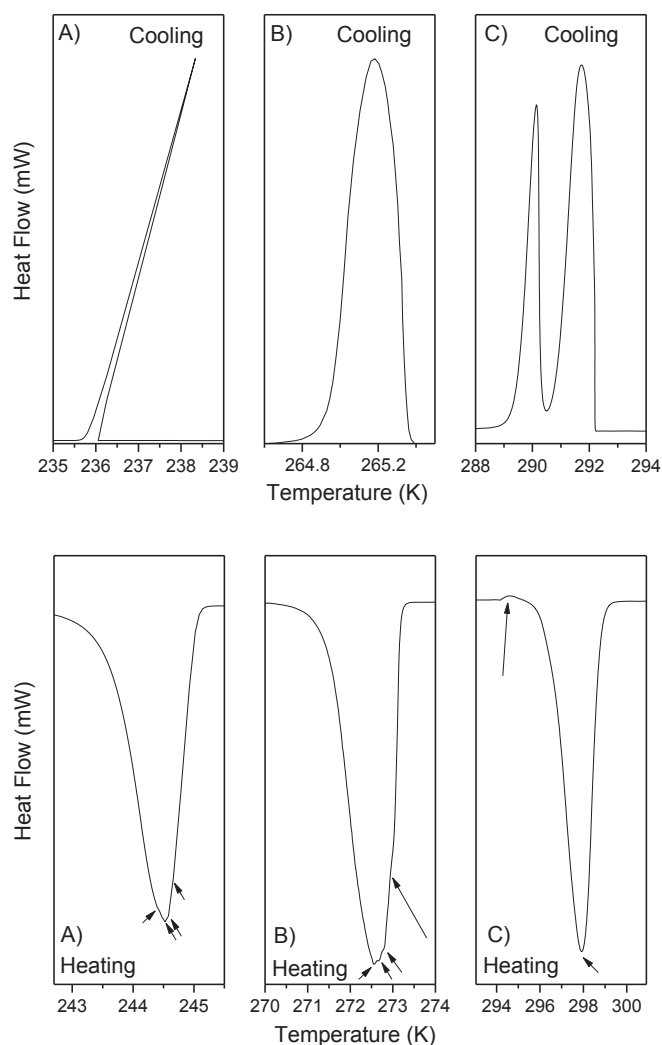 A) Cooling
B) Cooling
C) Cooling
Heat Flow (mW)
235 236 237 238 239
264.8 265.2
288 290 292 294
Temperature (K)
Heat Flow (mW)
A)
Heating
B)
Heating
C)
Heating
243 244 245
270 271 272 273 274
294 296 298 300
Temperature (K)